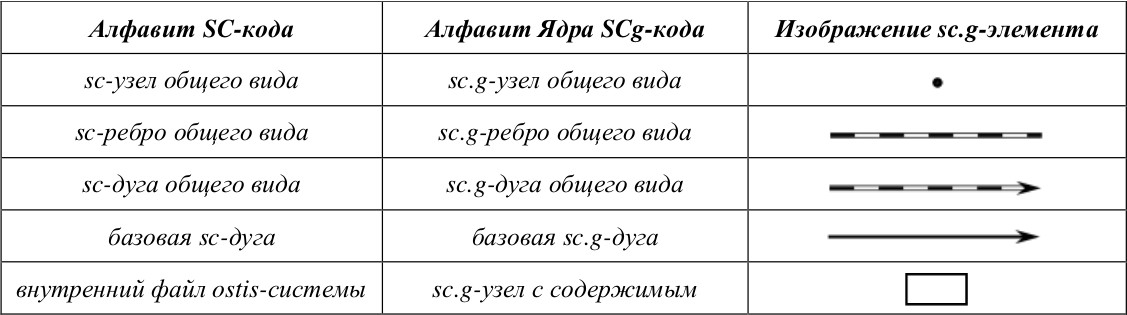 Алфавит SC-кода Алфавит Ядра SCg-кода Изображение sc.g-элемента
sc-узел общего вида sc.g-узел общего вида
sc-ребро общего вида sc.g-ребро общего вида
sc-дуга общего вида sc.g-дуга общего вида
базовая sc-дуга базовая sc.g-дуга
внутренний файл ostis-системы sc.g-узел с содержимым